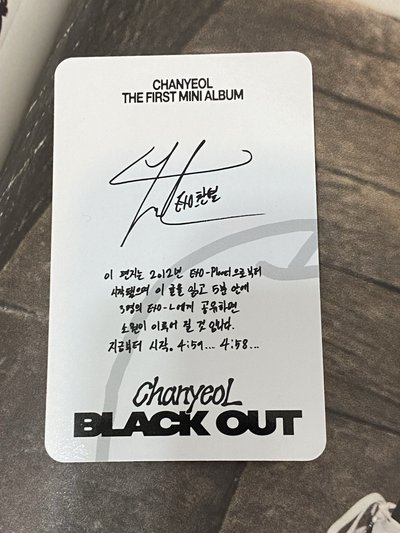 CHANYEOL
THE FIRST MINI ALBUM
EXO 찬열
이 편지는 2012년 EXO-Planet으로부터
시작됐으며 이 글을 읽고 5분 안에
3명의 EXO-L에게 공유하면
소원이 이루어 질 것 입니다.
지금부터 시작. 4:59... 4:58...
ChanyeoL
BLACK OUT